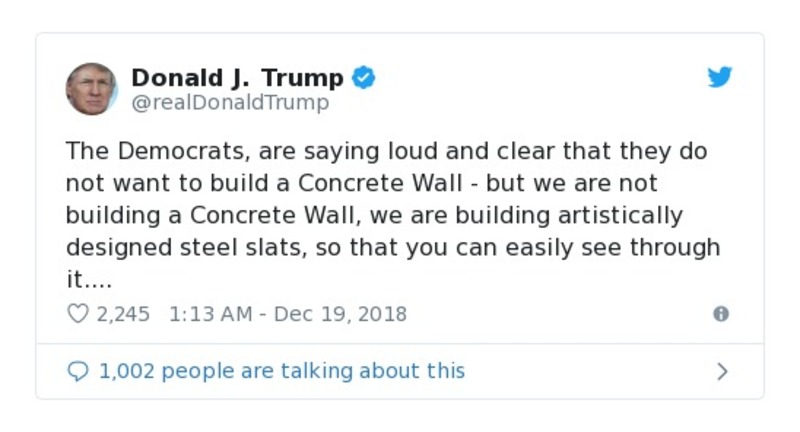 Donald J. Trump
@realDonaldTrump
The Democrats, are saying loud and clear that they do
not want to build a Concrete Wall - but we are not
building a Concrete Wall, we are building artistically
designed steel slats, so that you can easily see through
it....
2,245 1:13 AM - Dec 19, 2018
1,002 people are talking about this